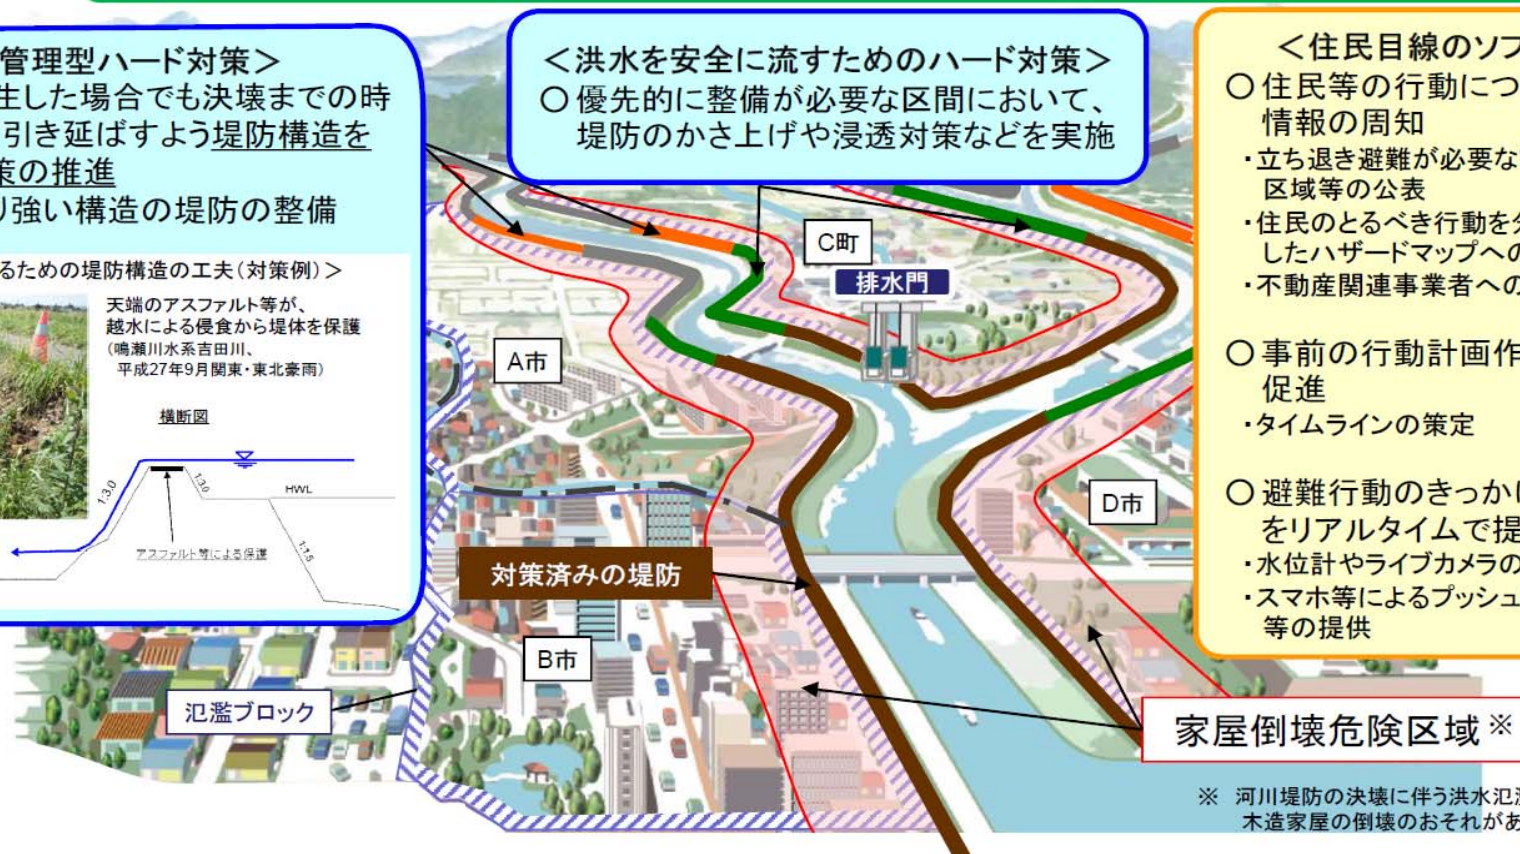 管理型ハード対策＞
生した場合でも決壊までの時
引き延ばすよう堤防構造を
策の推進
り強い構造の堤防の整備
るための堤防構造の工夫(対策例)＞
天端のアスファルト等が、
越水による侵食から堤体を保護
(鳴瀬川水系吉田川、
平成27年9月関東・東北豪雨)
横断図
1:3.0
1:3.0
HWL
1:1.5
アスファルト等による保護
＜洪水を安全に流すためのハード対策＞
○優先的に整備が必要な区間において、
堤防のかさ上げや浸透対策などを実施
C町
排水門
A市
D市
対策済みの堤防
B市
氾濫ブロック
＜住民目線のソフ
○住民等の行動につ
情報の周知
・立ち退き避難が必要な
区域等の公表
・住民のとるべき行動を分
したハザードマップへの
・不動産関連事業者への
○事前の行動計画作
促進
・タイムラインの策定
○避難行動のきっかけ
をリアルタイムで提
・水位計やライブカメラの
・スマホ等によるプッシュ
等の提供
家屋倒壊危険区域※
※ 河川堤防の決壊に伴う洪水氾濫
木造家屋の倒壊のおそれがあ